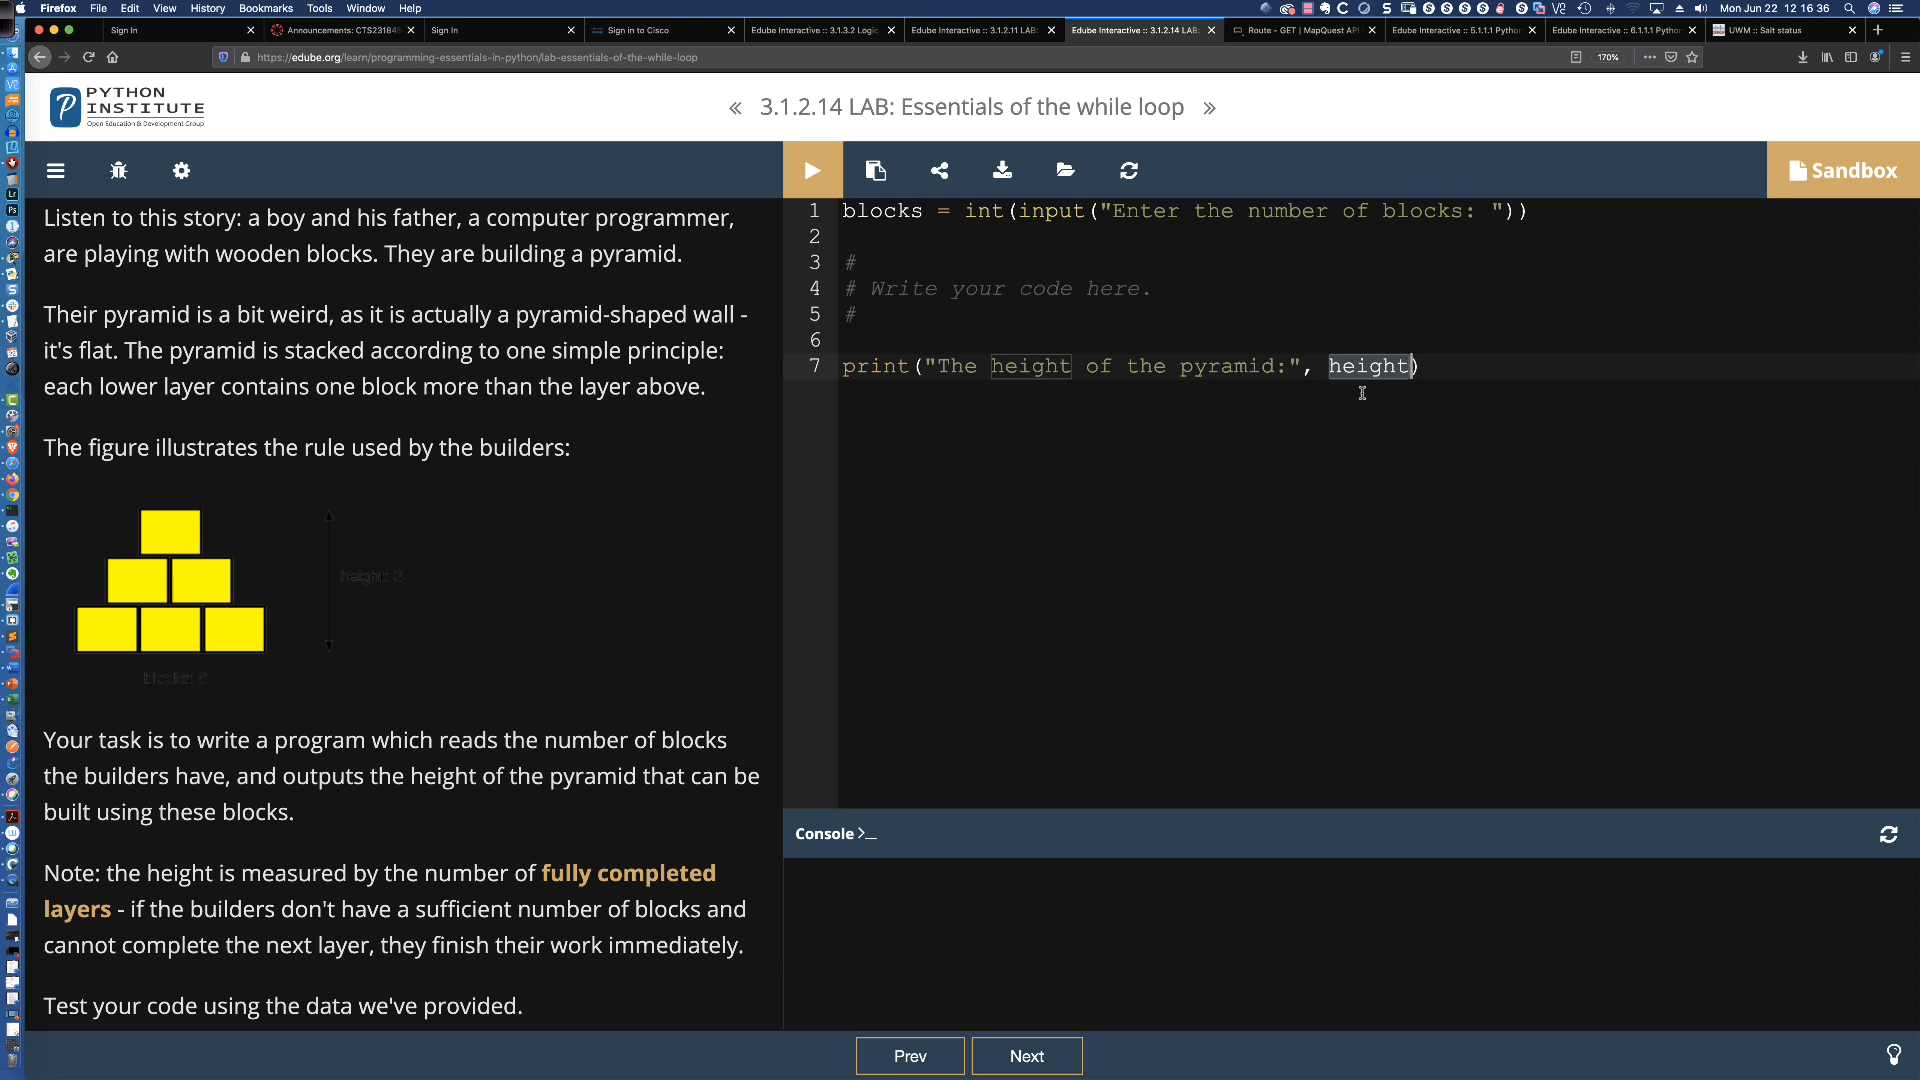 Firefox File Edit View History Bookmarks Tools Window Help
Mon Jun 22 12 16 36
Sign In
Announcements: CTS231845
Sign In
Sign in to Cisco
Edube Interactive :: 3.1.3.2 Logic
Edube Interactive :: 3.1.2.11 LAB:
Edube Interactive :: 3.1.2.14 LAB:
Route - GET | MapQuest API
Edube Interactive :: 5.1.1.1 Python
Edube Interactive :: 6.1.1.1 Python
UWM :: Salt status
https://edube.org/learn/programming-essentials-in-python/lab-essentials-of-the-while-loop
170%
PYTHON
INSTITUTE
Open Education & Development Group
« 3.1.2.14 LAB: Essentials of the while loop »
Sandbox
Listen to this story: a boy and his father, a computer programmer,
are playing with wooden blocks. They are building a pyramid.
Their pyramid is a bit weird, as it is actually a pyramid-shaped wall -
it's flat. The pyramid is stacked according to one simple principle:
each lower layer contains one block more than the layer above.
The figure illustrates the rule used by the builders:
height: 3
blocks: 6
Your task is to write a program which reads the number of blocks
the builders have, and outputs the height of the pyramid that can be
built using these blocks.
Note: the height is measured by the number of fully completed
layers - if the builders don't have a sufficient number of blocks and
cannot complete the next layer, they finish their work immediately.
Test your code using the data we've provided.
1 blocks = int(input("Enter the number of blocks: "))
2
3 #
4 # Write your code here.
5 #
6
7 print("The height of the pyramid:", height)
Console >_
Prev
Next